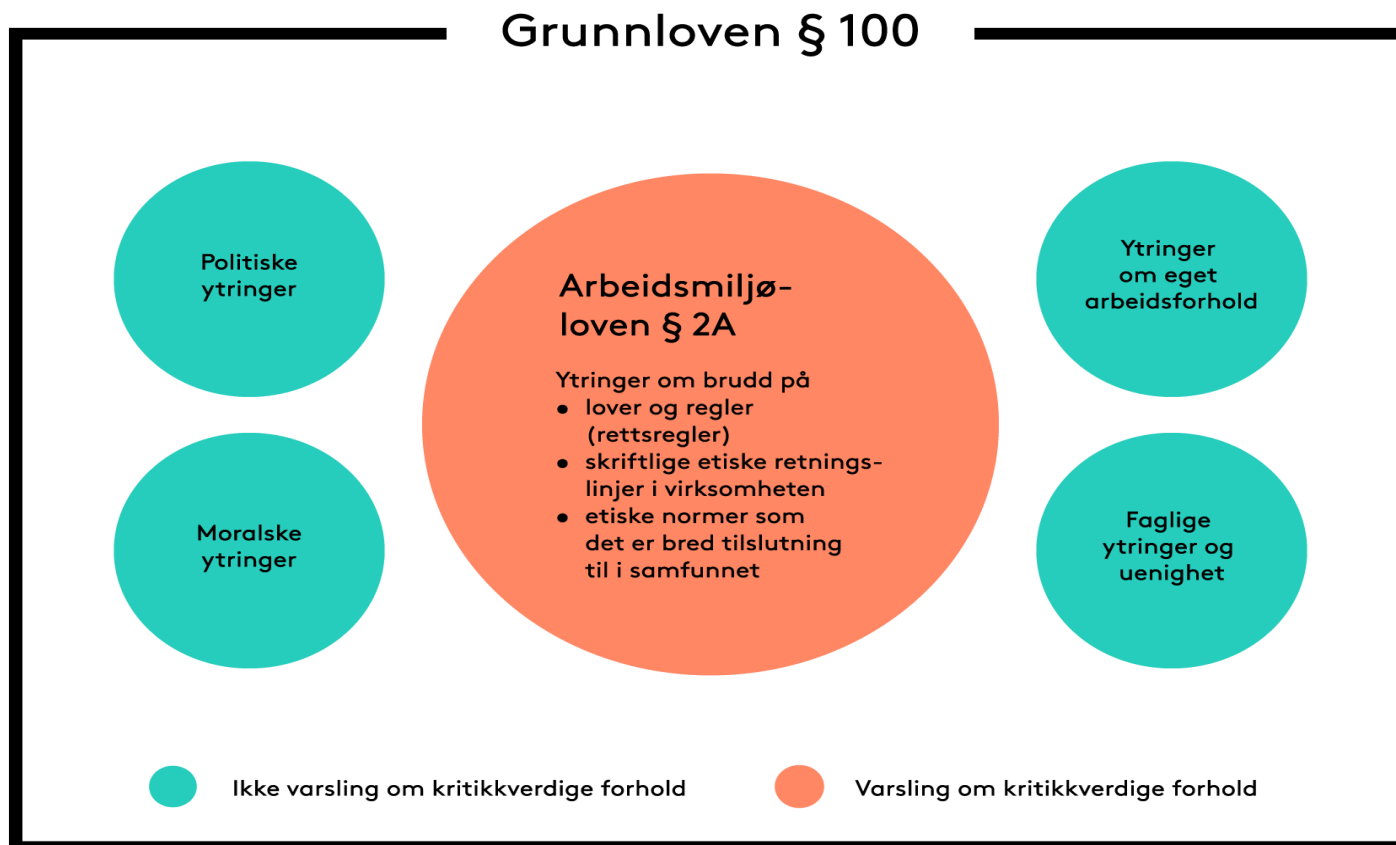 Grunnloven § 100
Politiske
ytringer
Moralske
ytringer
Arbeidsmiljø-
loven § 2A
Ytringer om brudd på
• lover og regler
(rettsregler)
• skriftlige etiske retnings-
linjer i virksomheten
• etiske normer som
det er bred tilslutning
til i samfunnet
Ytringer
om eget
arbeidsforhold
Faglige
ytringer og
uenighet
Ikke varsling om kritikkverdige forhold
Varsling om kritikkverdige forhold